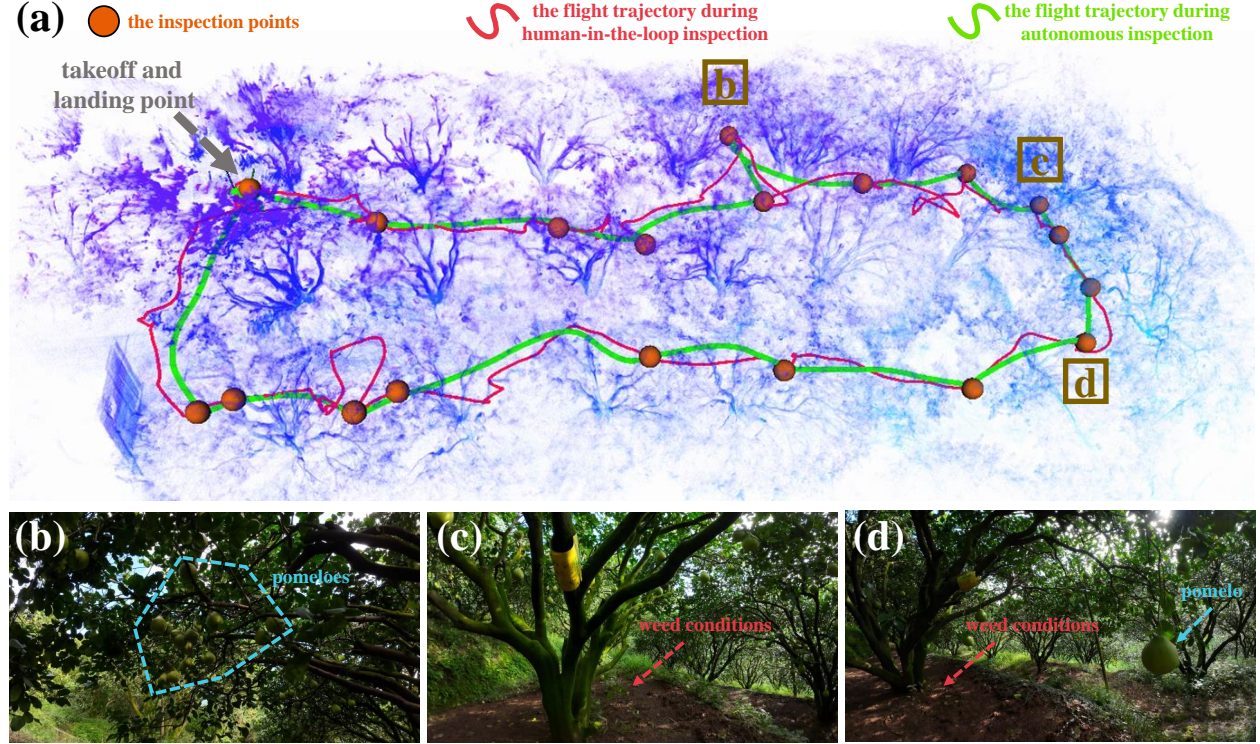 (a)
the inspection points
the flight trajectory during
human-in-the-loop inspection
the flight trajectory during
autonomous inspection
takeoff and
landing point
b
c
d
(b)
pomeloes
(c)
weed conditions
(d)
weed conditions
pomelo